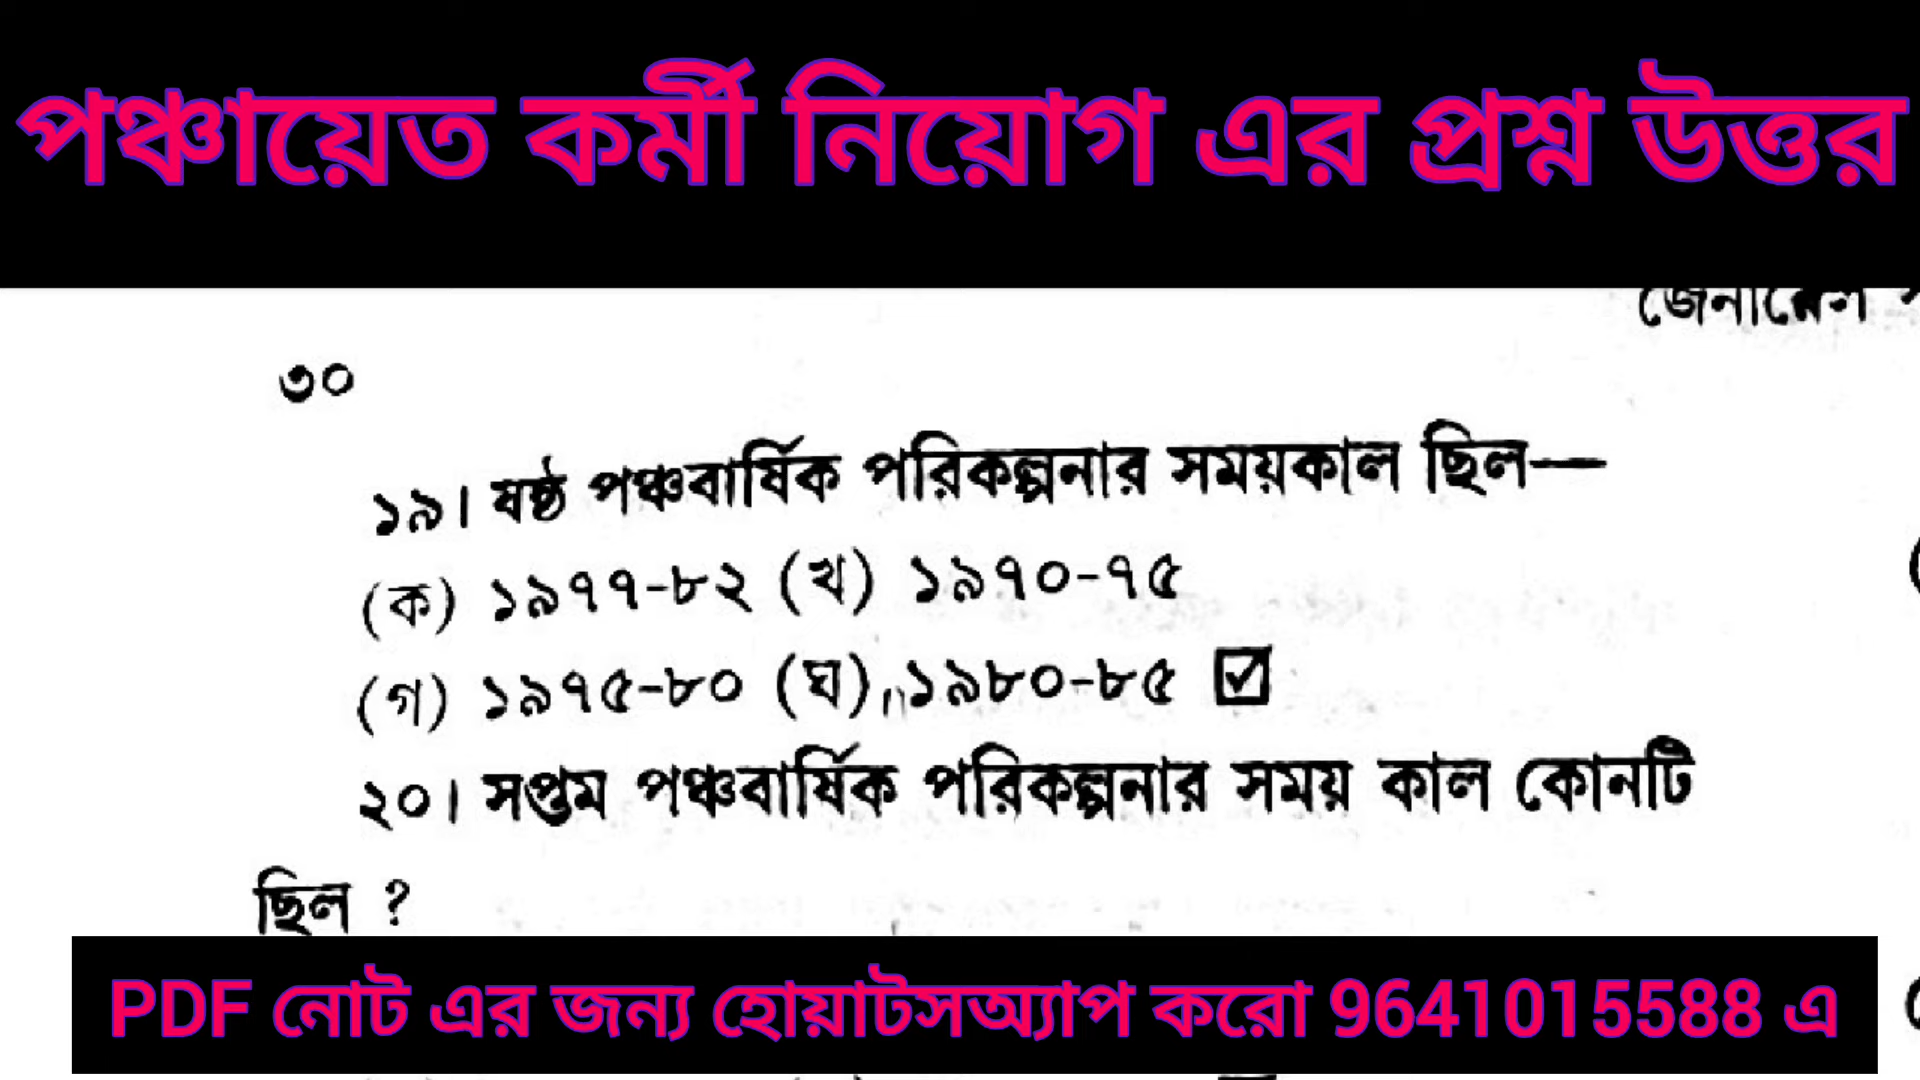 পঞ্চায়েত কর্মী নিয়োগ এর প্রশ্ন উত্তর
জেনারেল
৩০
১৯। ষষ্ঠ পঞ্চবার্ষিক পরিকল্পনার সময়কাল ছিল—
(ক) ১৯৭৭-৮২ (খ) ১৯৭০-৭৫
(গ) ১৯৭৫-৮০ (ঘ) ১৯৮০-৮৫ ☑
২০। সপ্তম পঞ্চবার্ষিক পরিকল্পনার সময় কাল কোনটি
ছিল ?
PDF নোট এর জন্য হোয়াটসঅ্যাপ করো 9641015588 এ